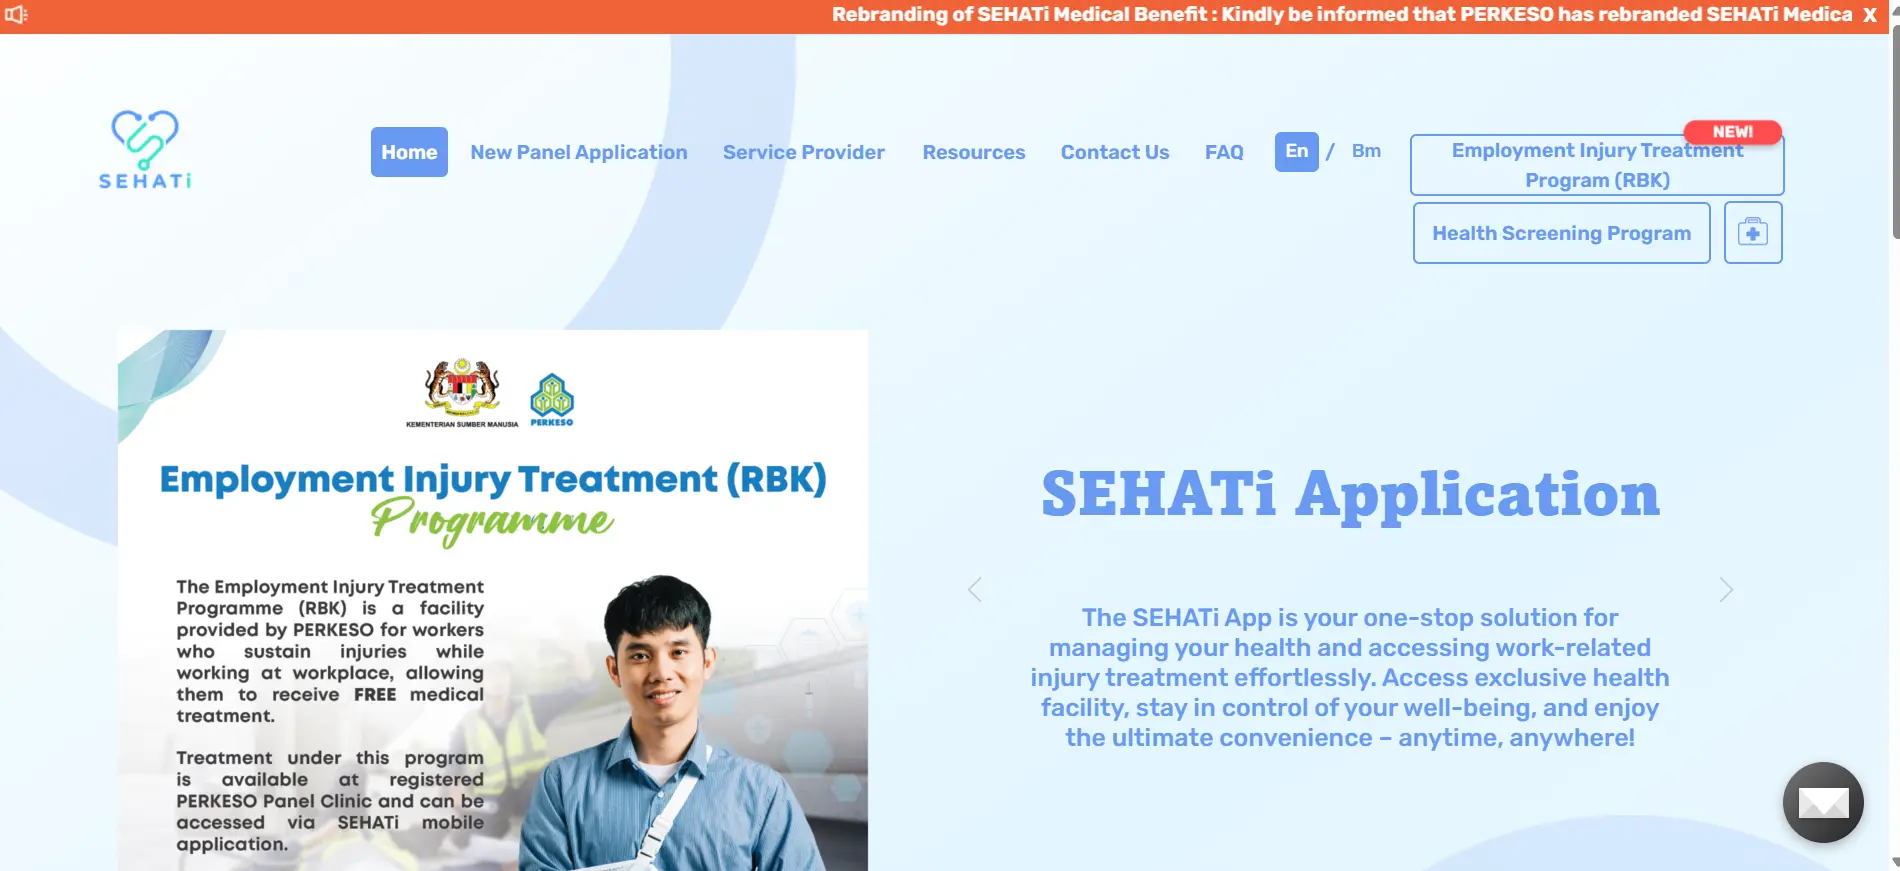 Rebranding of SEHATi Medical Benefit : Kindly be informed that PERKESO has rebranded SEHATi Medica
X
SEHATi
Home
New Panel Application
Service Provider
Resources
Contact Us
FAQ
En / Bm
NEW!
Employment Injury Treatment
Program (RBK)
Health Screening Program
KEMENTERIAN SUMBER MANUSIA
PERKESO
Employment Injury Treatment (RBK)
Programme
The Employment Injury Treatment
Programme (RBK) is a facility
provided by PERKESO for workers
who sustain injuries while
working at workplace, allowing
them to receive FREE medical
treatment.
Treatment under this program
is available at registered
PERKESO Panel Clinic and can be
accessed via SEHATi mobile
application.
SEHATi Application
The SEHATi App is your one-stop solution for
managing your health and accessing work-related
injury treatment effortlessly. Access exclusive health
facility, stay in control of your well-being, and enjoy
the ultimate convenience – anytime, anywhere!